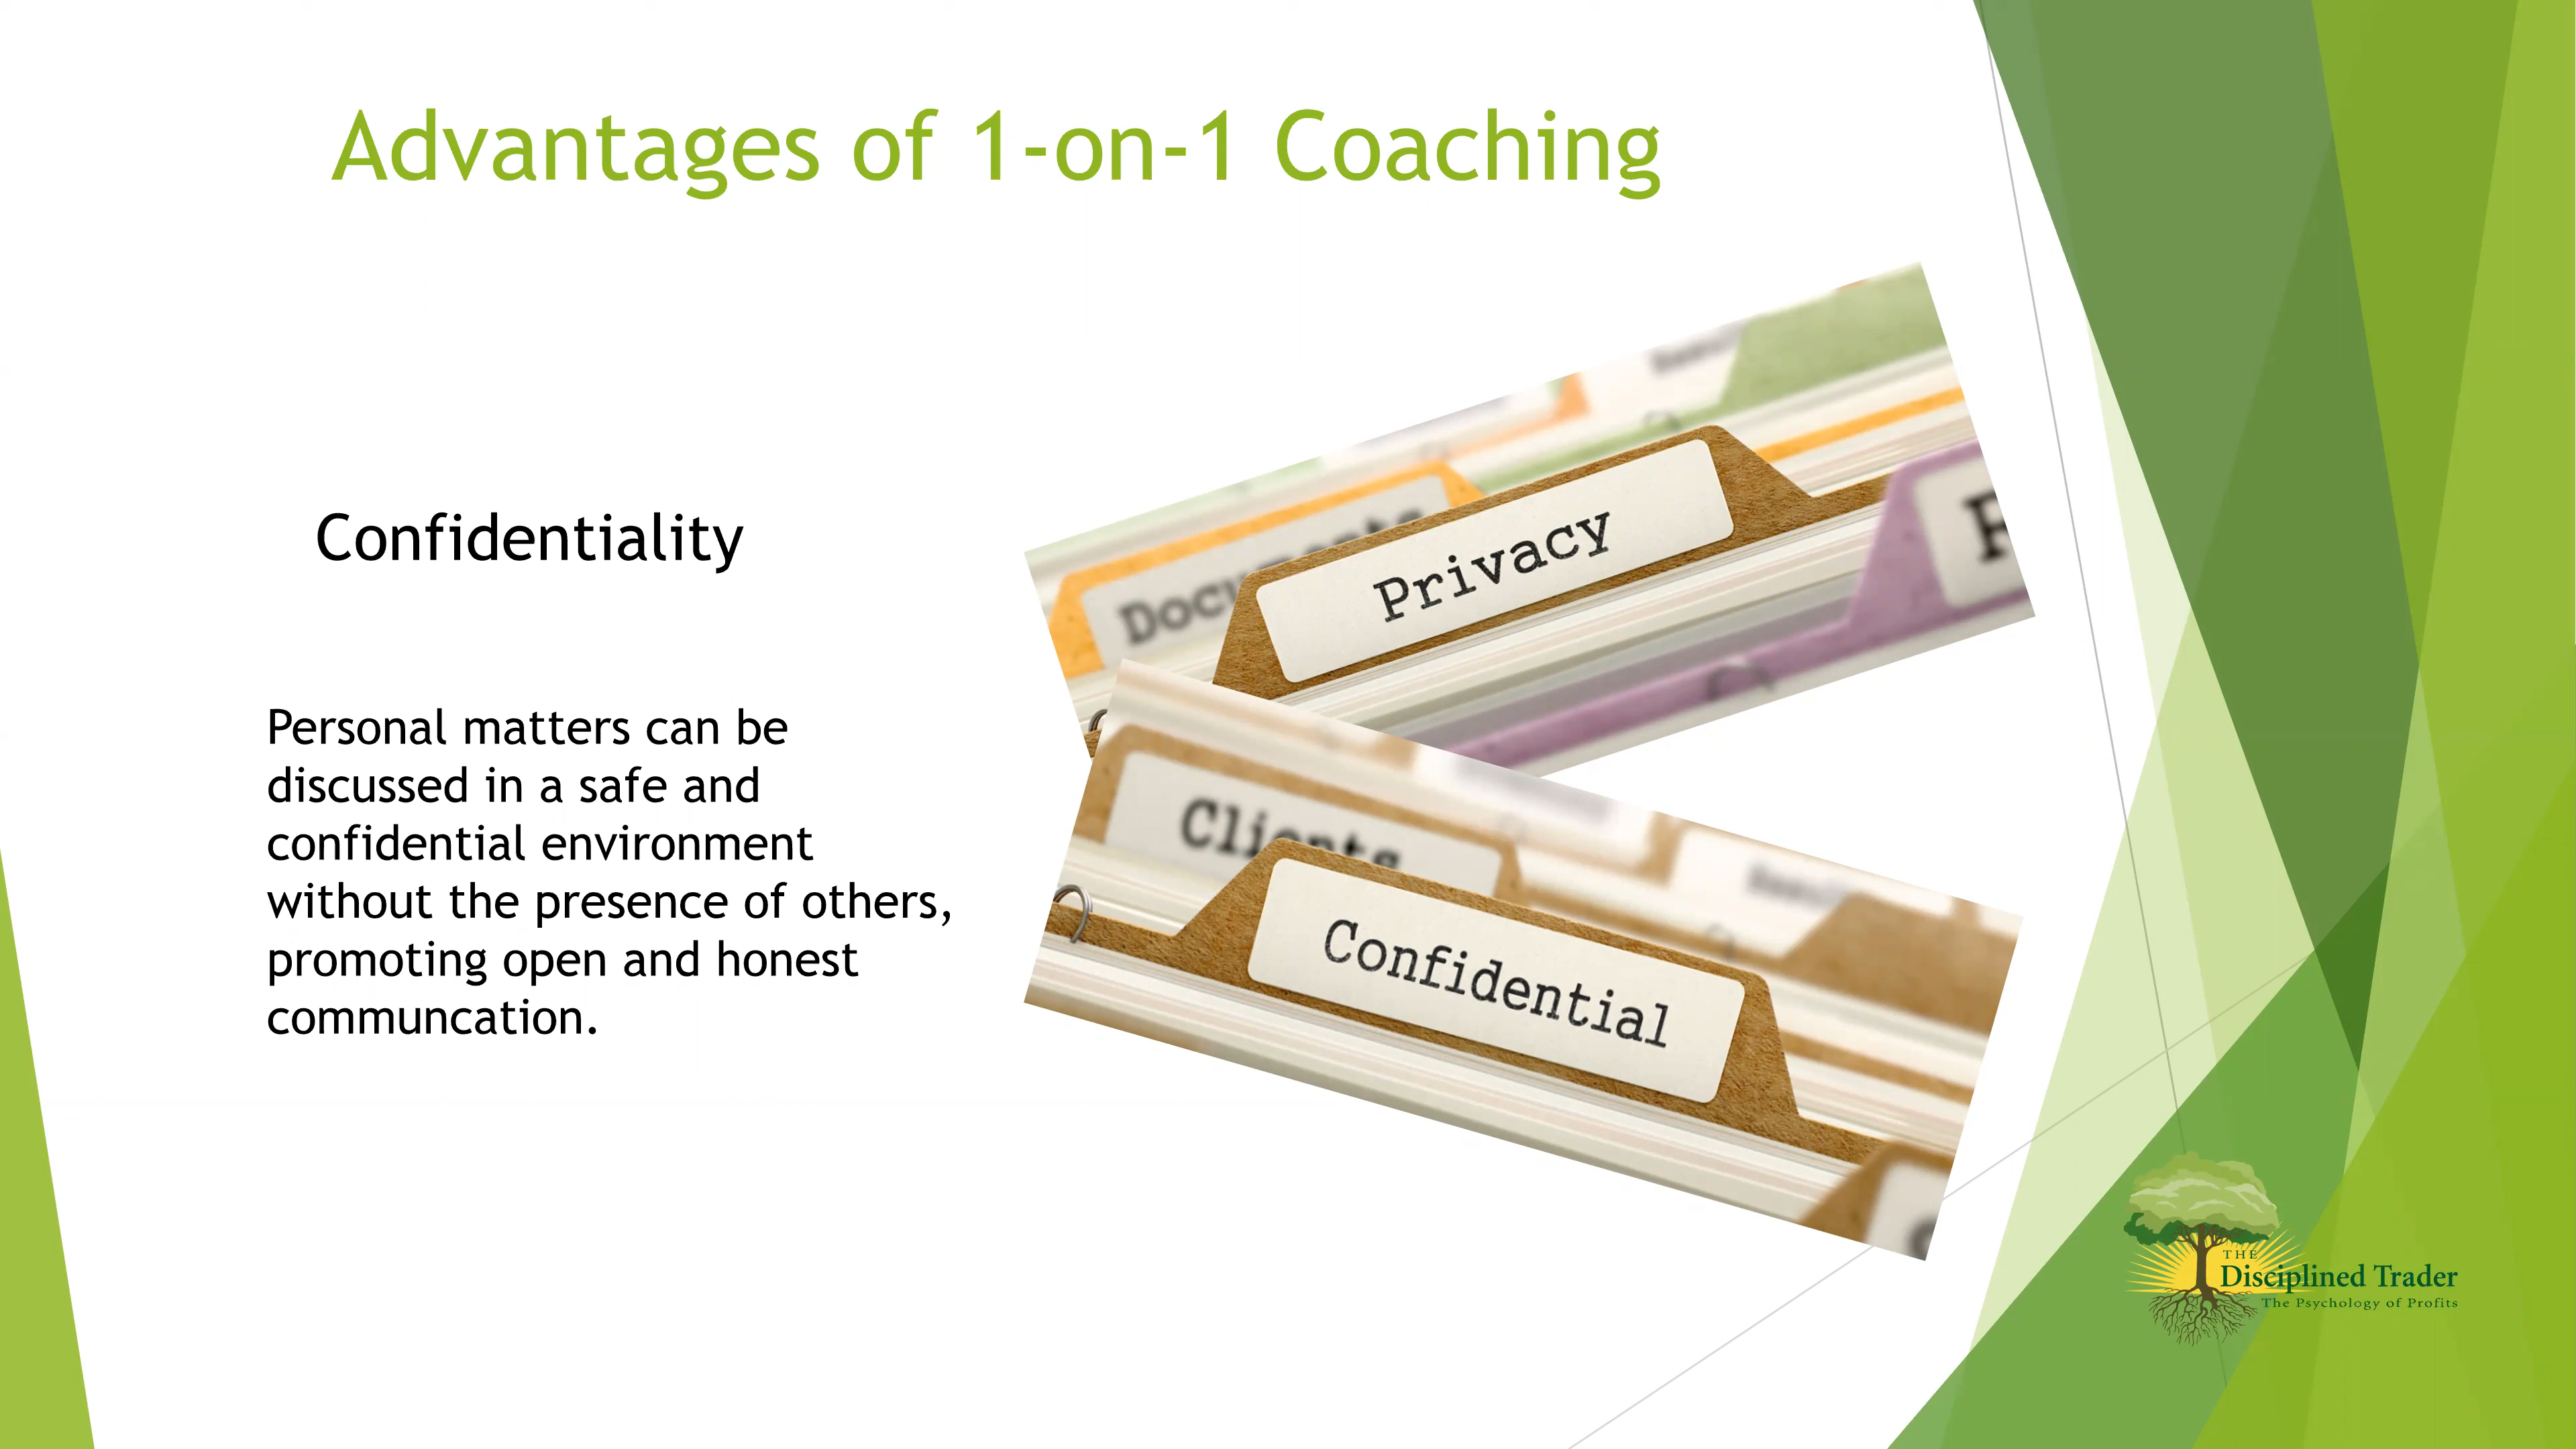 Advantages of 1-on-1 Coaching
Confidentiality
Personal matters can be
discussed in a safe and
confidential environment
without the presence of others,
promoting open and honest
communcation.
Privacy
Clients
Confidential
THE
Disciplined Trader
The Psychology of Profits